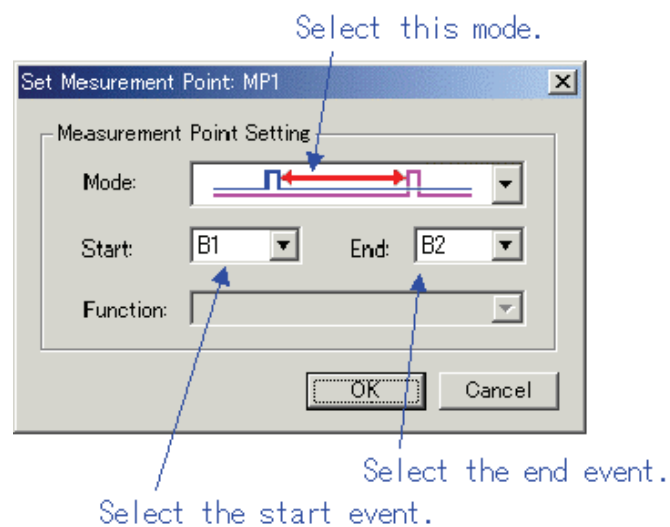 Select this mode.
Set Mesurement Point: MP1
Measurement Point Setting
Mode:
Start: B1 End: B2
Function:
OK Cancel
Select the end event.
Select the start event.